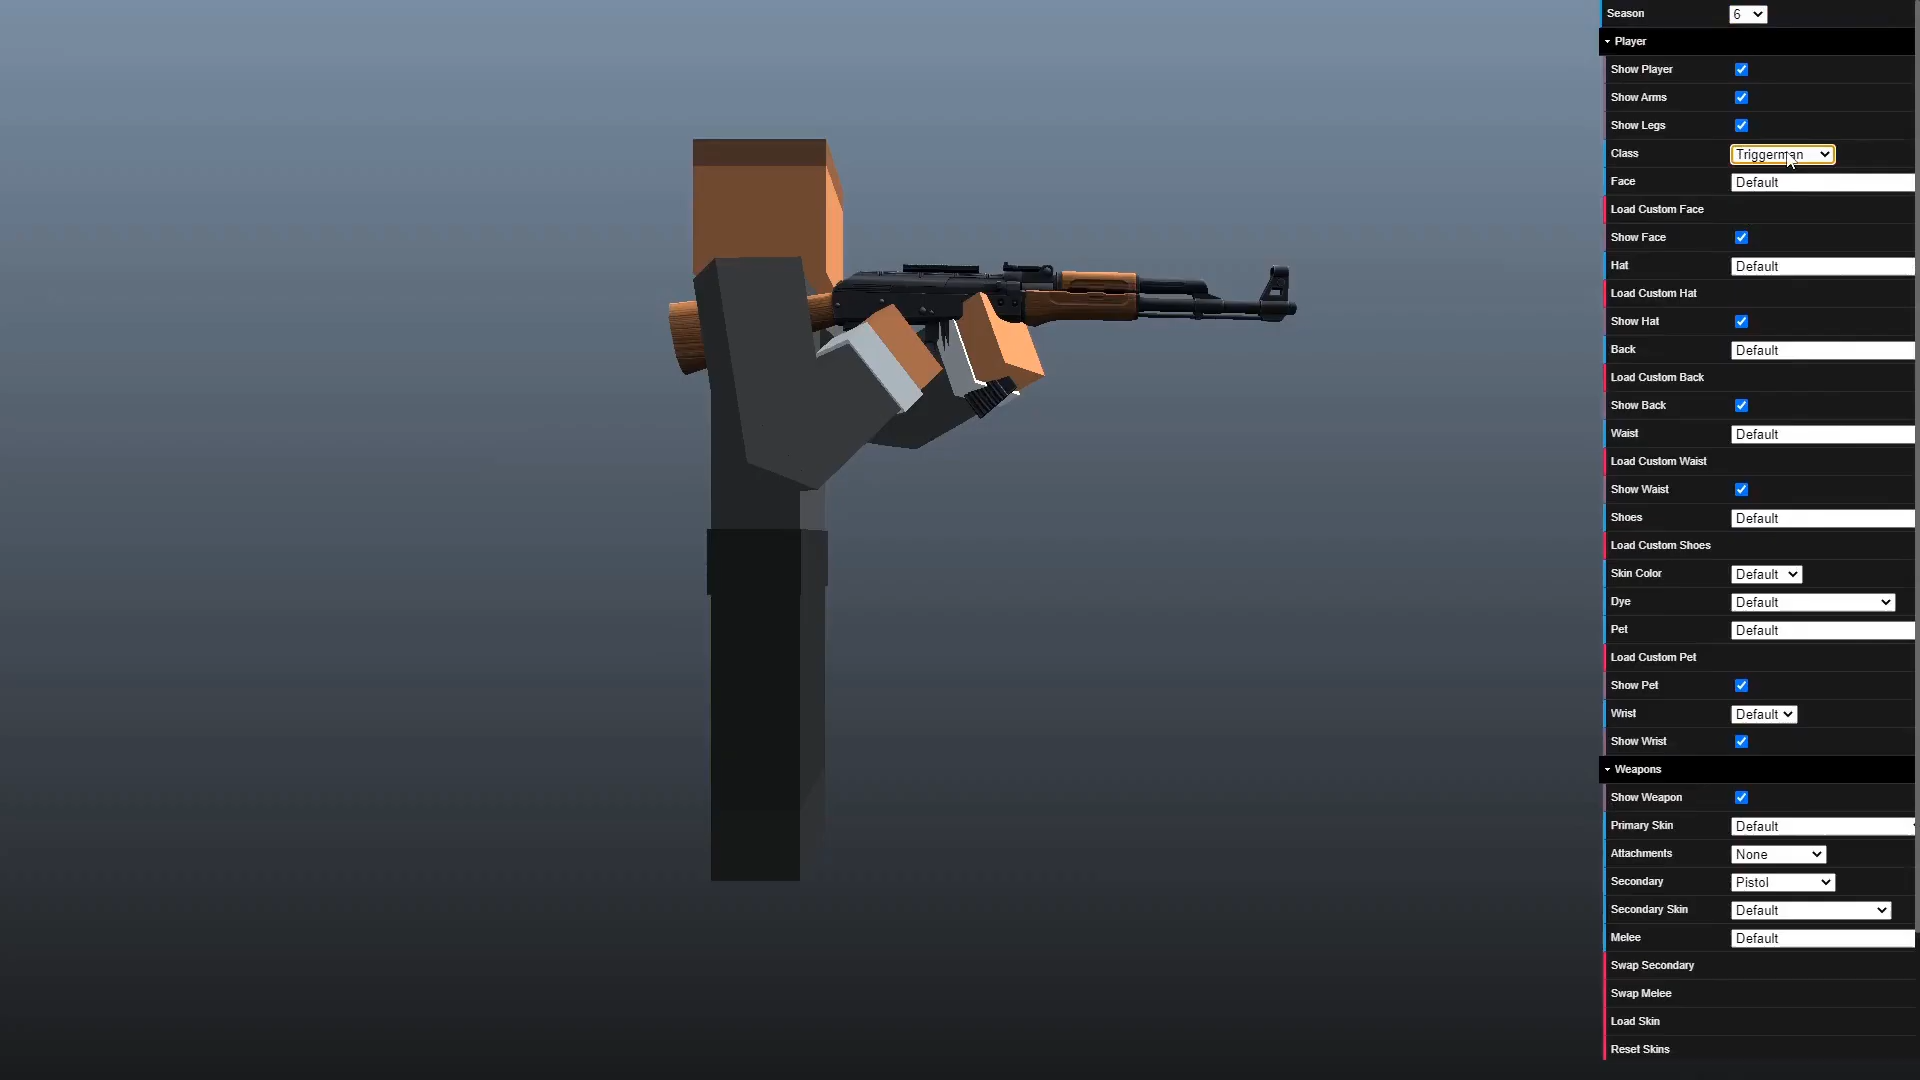 Season 6
Player
Show Player
Show Arms
Show Legs
Class Triggerman
Face Default
Load Custom Face
Show Face
Hat Default
Load Custom Hat
Show Hat
Back Default
Load Custom Back
Show Back
Waist Default
Load Custom Waist
Show Waist
Shoes Default
Load Custom Shoes
Skin Color Default
Dye Default
Pet Default
Load Custom Pet
Show Pet
Wrist Default
Show Wrist
Weapons
Show Weapon
Primary Skin Default
Attachments None
Secondary Pistol
Secondary Skin Default
Melee Default
Swap Secondary
Swap Melee
Load Skin
Reset Skins